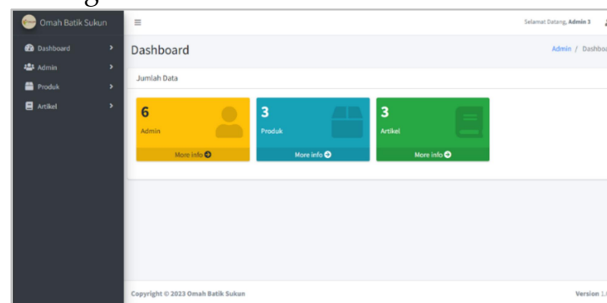 Omah Batik Sukun
Selamat Datang, Admin 3
Dashboard
Admin
Produk
Artikel
Dashboard
Admin / Dashboa
Jumlah Data
6
Admin
More info
3
Produk
More info
3
Artikel
More info
Copyright © 2023 Omah Batik Sukun
Version